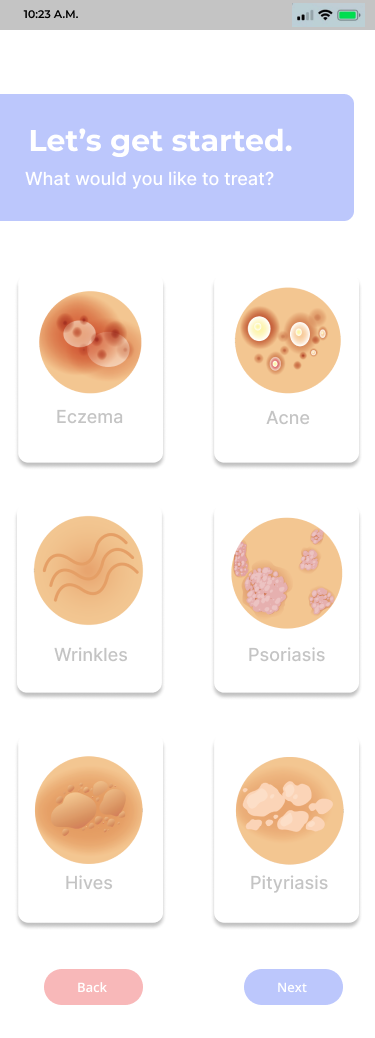 10:23 A.M.
Let's get started.
What would you like to treat?
Eczema
Acne
Wrinkles
Psoriasis
Hives
Pityriasis
Back
Next